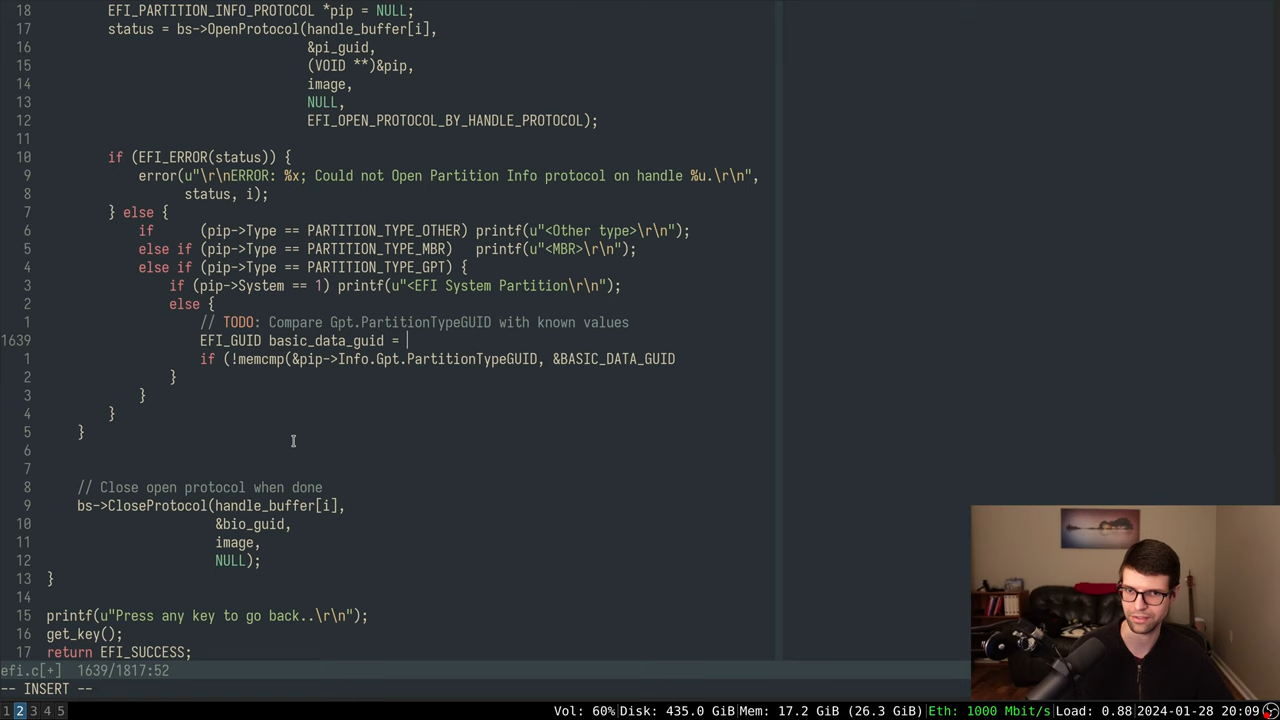 18 EFI_PARTITION_INFO_PROTOCOL *pip = NULL;
17 status = bs->OpenProtocol(handle_buffer[i],
16 &pi_guid,
15 (VOID **)&pip,
14 image,
13 NULL,
12 EFI_OPEN_PROTOCOL_BY_HANDLE_PROTOCOL);
11
10 if (EFI_ERROR(status)) {
9 error(u"\r\nERROR: %x; Could not Open Partition Info protocol on handle %u.\r\n",
8 status, i);
7 } else {
6 if (pip->Type == PARTITION_TYPE_OTHER) printf(u"<Other type>\r\n");
5 else if (pip->Type == PARTITION_TYPE_MBR) printf(u"<MBR>\r\n");
4 else if (pip->Type == PARTITION_TYPE_GPT) {
3 if (pip->System == 1) printf(u"<EFI System Partition\r\n");
2 else {
1 // TODO: Compare Gpt.PartitionTypeGUID with known values
1639 EFI_GUID basic_data_guid =
1 if (!memcmp(&pip->Info.Gpt.PartitionTypeGUID, &BASIC_DATA_GUID
2 }
3 }
4 }
5 }
6
7
8 // Close open protocol when done
9 bs->CloseProtocol(handle_buffer[i],
10 &bio_guid,
11 image,
12 NULL);
13 }
14
15 printf(u"Press any key to go back..\r\n");
16 get_key();
17 return EFI_SUCCESS;
efi.c[+] 1639/1817:52
-- INSERT --
1 2 3 4 5 Vol: 60%|Disk: 435.0 GiB|Mem: 17.2 GiB (26.3 GiB)|Eth: 1000 Mbit/s|Load: 0.88|2024-01-28 20:09